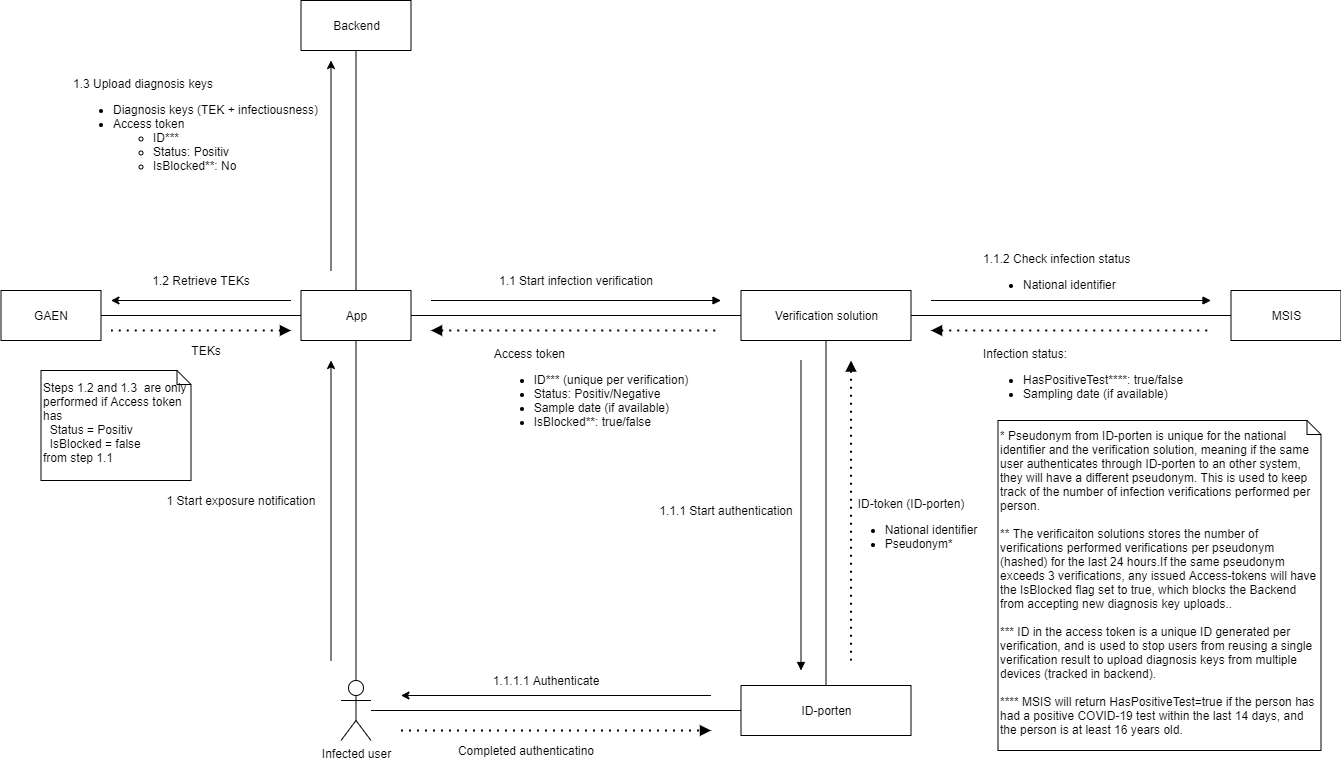 Backend
1.3 Upload diagnosis keys
• Diagnosis keys (TEK + infectiousness)
• Access token
○ ID***
○ Status: Positiv
○ IsBlocked**: No
1.2 Retrieve TEKs
1.1 Start infection verification
1.1.2 Check infection status
• National identifier
GAEN
App
Verification solution
MSIS
TEKs
Access token
• ID*** (unique per verification)
• Status: Positiv/Negative
• Sample date (if available)
• IsBlocked**: true/false
Infection status:
• HasPositiveTest****: true/false
• Sampling date (if available)
Steps 1.2 and 1.3  are only
performed if Access token
has
Status = Positiv
IsBlocked = false
from step 1.1
1 Start exposure notification
1.1.1 Start authentication
ID-token (ID-porten)
• National identifier
• Pseudonym*
* Pseudonym from ID-porten is unique for the national
identifier and the verification solution, meaning if the same
user authenticates through ID-porten to an other system,
they will have a different pseudonym. This is used to keep
track of the number of infection verifications performed per
person.
** The verificaiton solutions stores the number of
verifications performed verifications per pseudonym
(hashed) for the last 24 hours.If the same pseudonym
exceeds 3 verifications, any issued Access-tokens will have
the IsBlocked flag set to true, which blocks the Backend
from accepting new diagnosis key uploads..
*** ID in the access token is a unique ID generated per
verification, and is used to stop users from reusing a single
verification result to upload diagnosis keys from multiple
devices (tracked in backend).
**** MSIS will return HasPositiveTest=true if the person has
had a positive COVID-19 test within the last 14 days, and
the person is at least 16 years old.
1.1.1.1 Authenticate
ID-porten
Infected user
Completed authenticatino